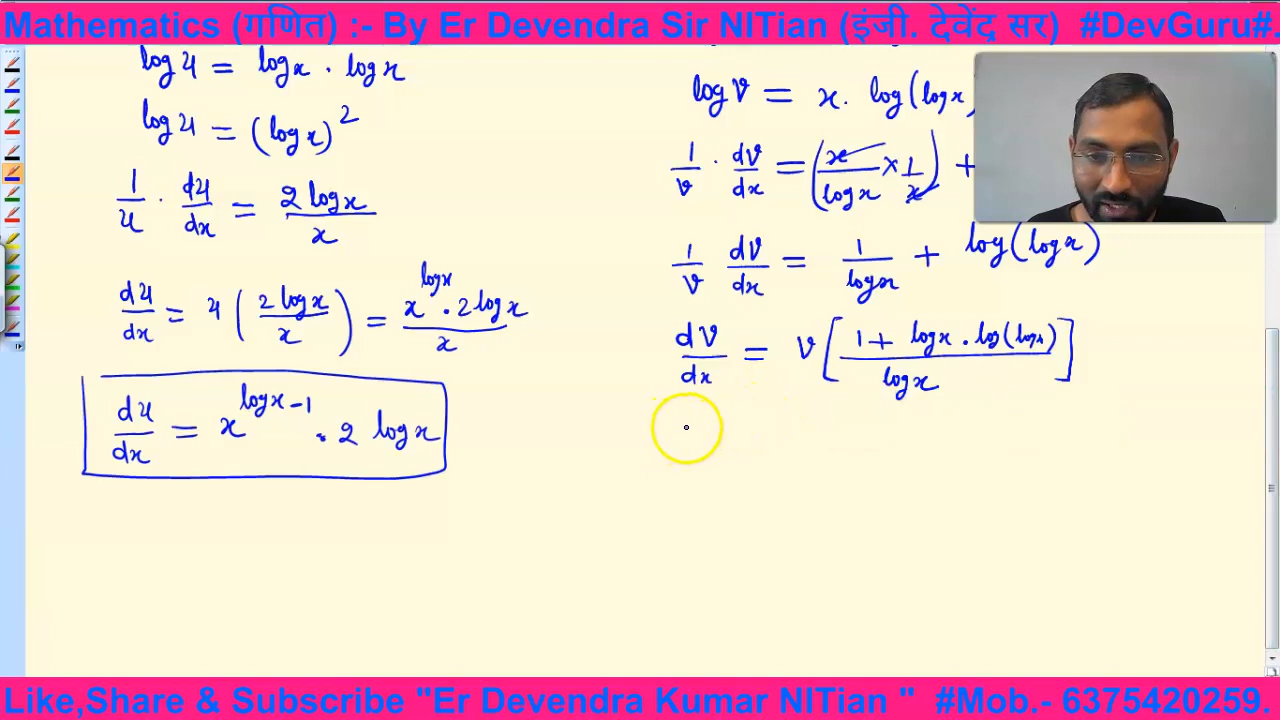 Mathematics (गणित) :- By Er Devendra Sir NITian (इंजी. देवेंद्र सर) #DevGuru#.
log u = log x · log x
log u = (log x)^2
1/u · du/dx = 2 log x / x
du/dx = u (2 log x / x) = x^{log x} · 2 log x / x
du/dx = x^{log x - 1} · 2 log x
log v = x · log(log x
1/v · dv/dx = (x/log x × 1/x) +
1/v dv/dx = 1/log x + log(log x)
dv/dx = v [1 + log x · log(log x) / log x]
Like,Share & Subscribe "Er Devendra Kumar NITian " #Mob.- 6375420259.